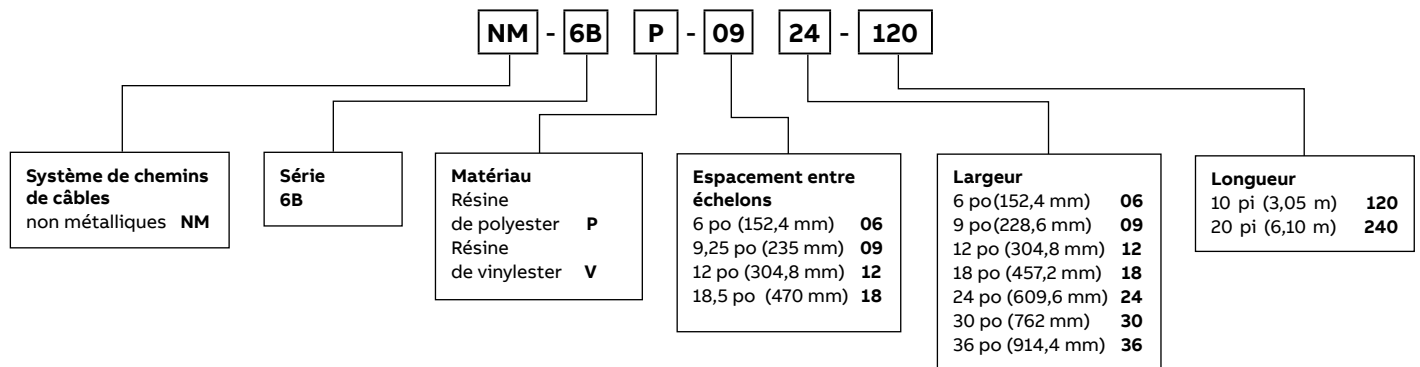 NM - 6B P - 09 24 - 120
Système de chemins
de câbles
non métalliques NM
Série
6B
Matériau
Résine
de polyester P
Résine
de vinylester V
Espacement entre
échelons
6 po (152,4 mm) 06
9,25 po (235 mm) 09
12 po (304,8 mm) 12
18,5 po (470 mm) 18
Largeur
6 po (152,4 mm) 06
9 po (228,6 mm) 09
12 po (304,8 mm) 12
18 po (457,2 mm) 18
24 po (609,6 mm) 24
30 po (762 mm) 30
36 po (914,4 mm) 36
Longueur
10 pi (3,05 m) 120
20 pi (6,10 m) 240